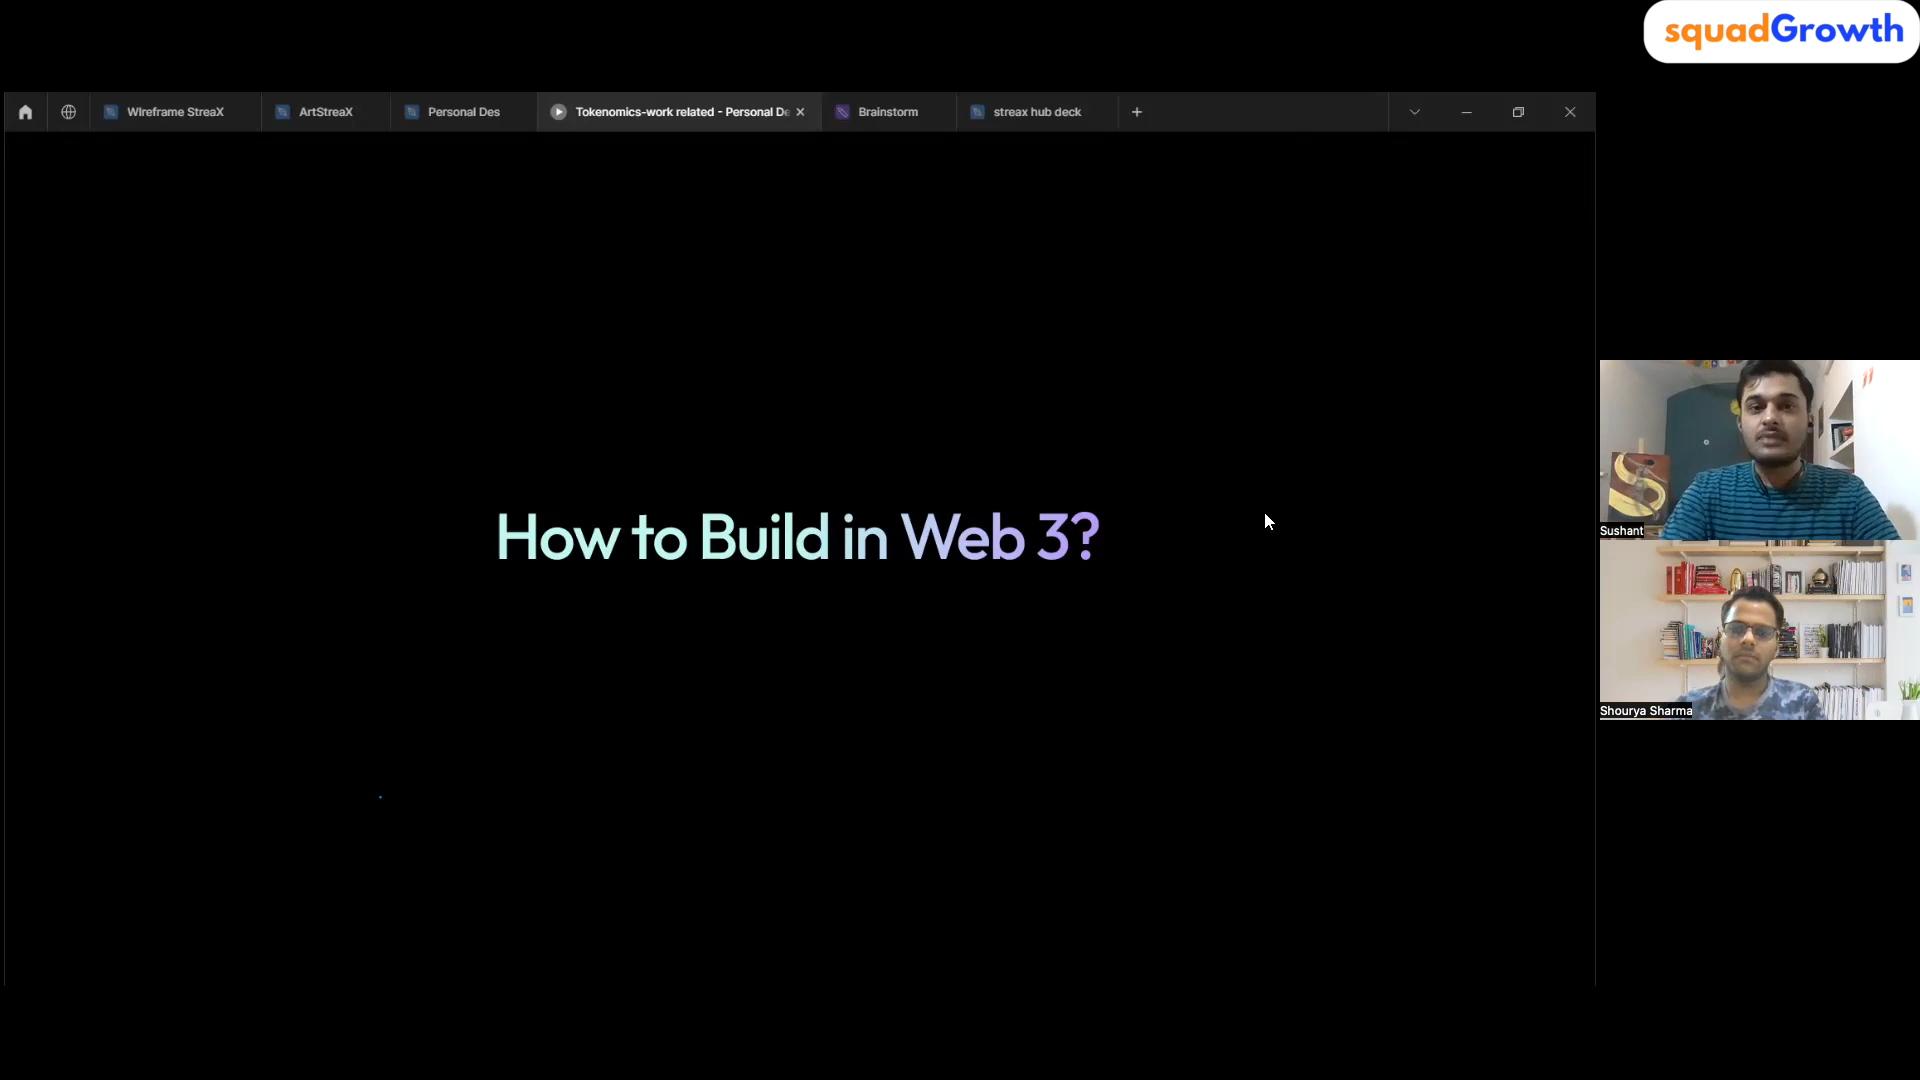 squadGrowth
WIreframe StreaX
ArtStreaX
Personal Des
Tokenomics-work related - Personal De
Brainstorm
streax hub deck
How to Build in Web 3?
Sushant
Shourya Sharma